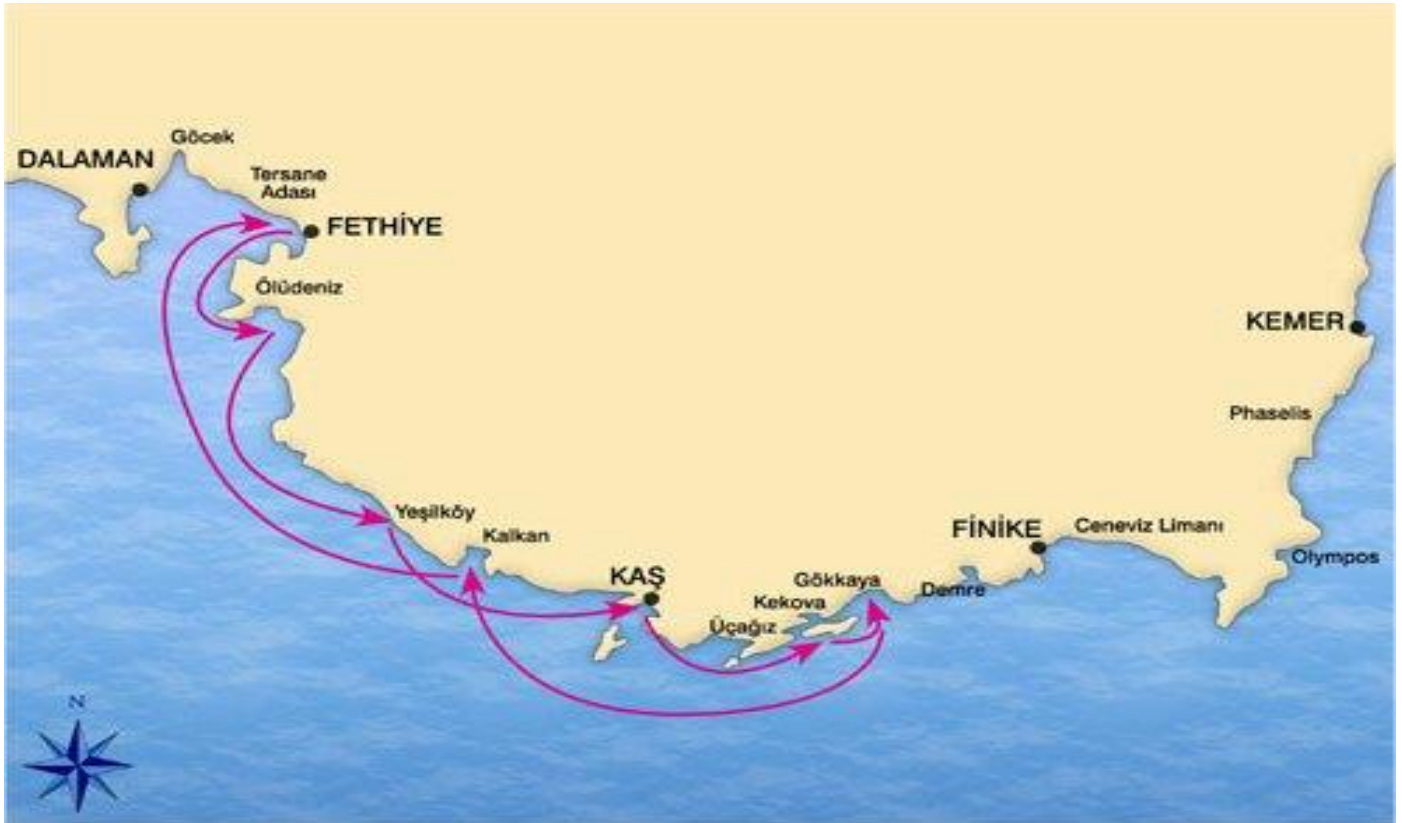 Göcek
DALAMAN
Tersane
Adası
FETHİYE
Ölüdeniz
KEMER
Phaselis
Yeşilköy
Kalkan
FİNİKE
Ceneviz Limanı
Olympos
KAŞ
Gökkaya
Demre
Kekova
Üçağız
N